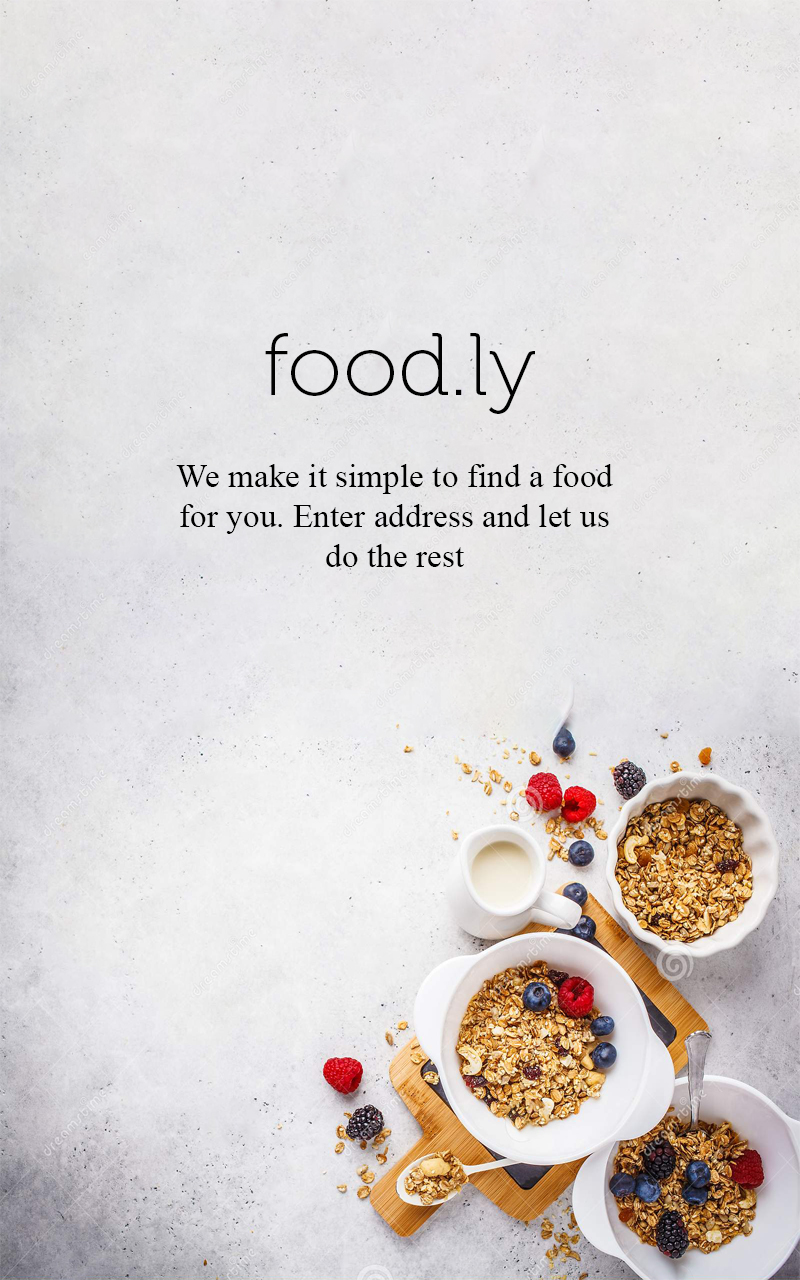 food.ly
We make it simple to find a food
for you. Enter address and let us
do the rest